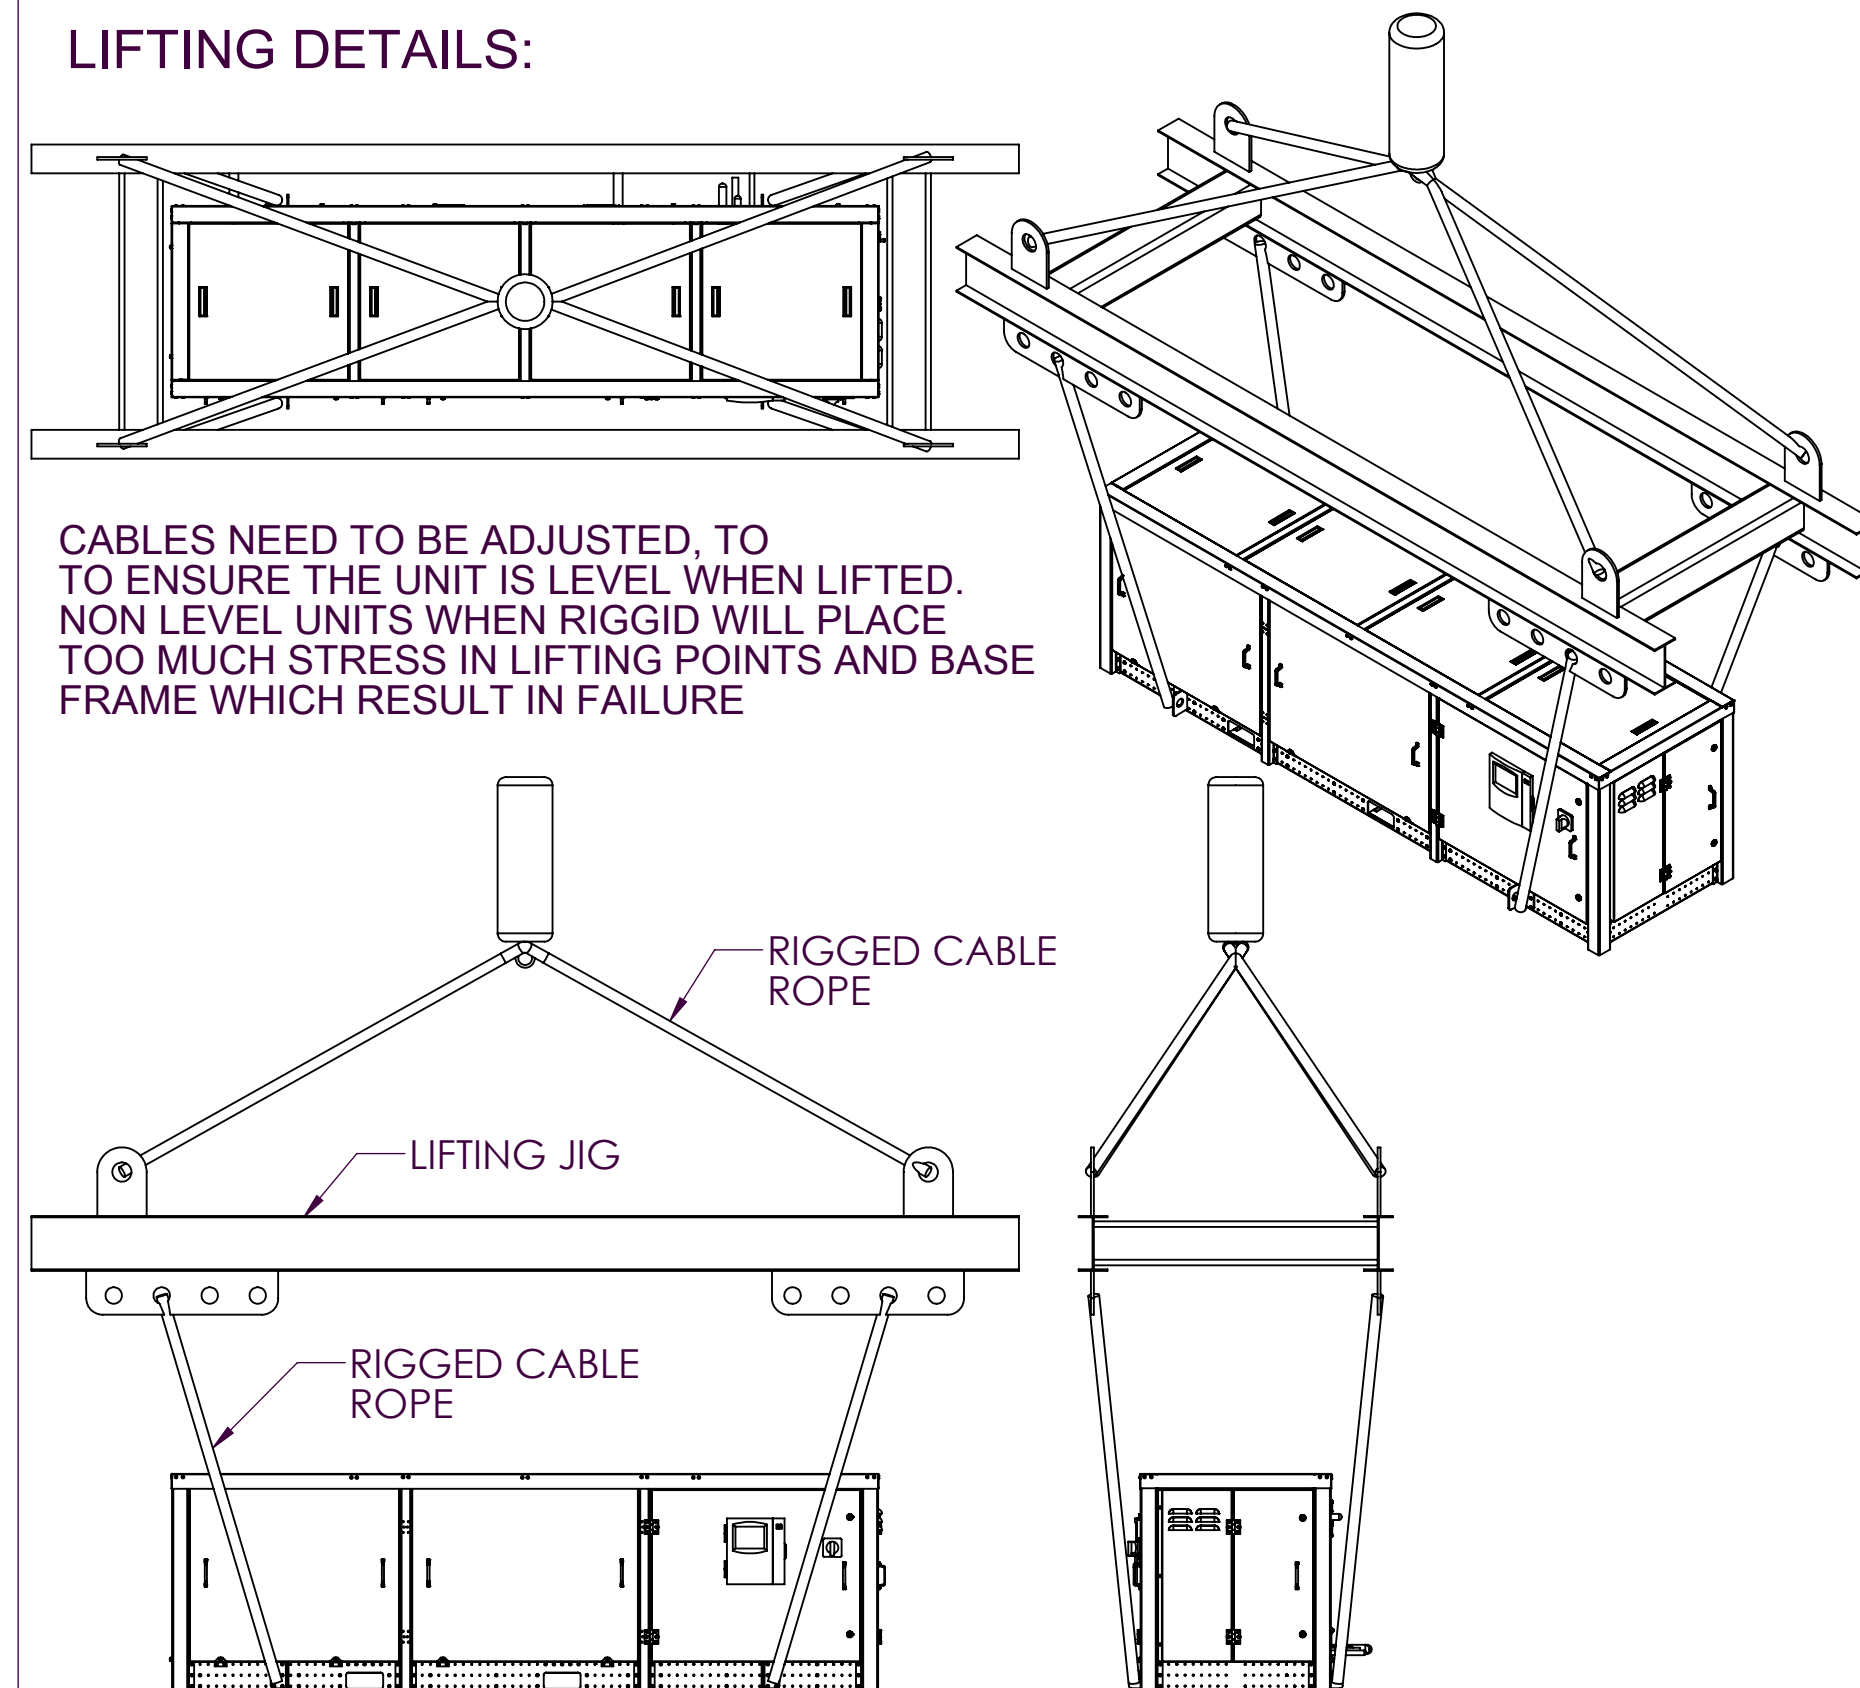 LIFTING DETAILS:
CABLES NEED TO BE ADJUSTED, TO
TO ENSURE THE UNIT IS LEVEL WHEN LIFTED.
NON LEVEL UNITS WHEN RIGGID WILL PLACE
TOO MUCH STRESS IN LIFTING POINTS AND BASE
FRAME WHICH RESULT IN FAILURE
RIGGED CABLE
ROPE
LIFTING JIG
RIGGED CABLE
ROPE